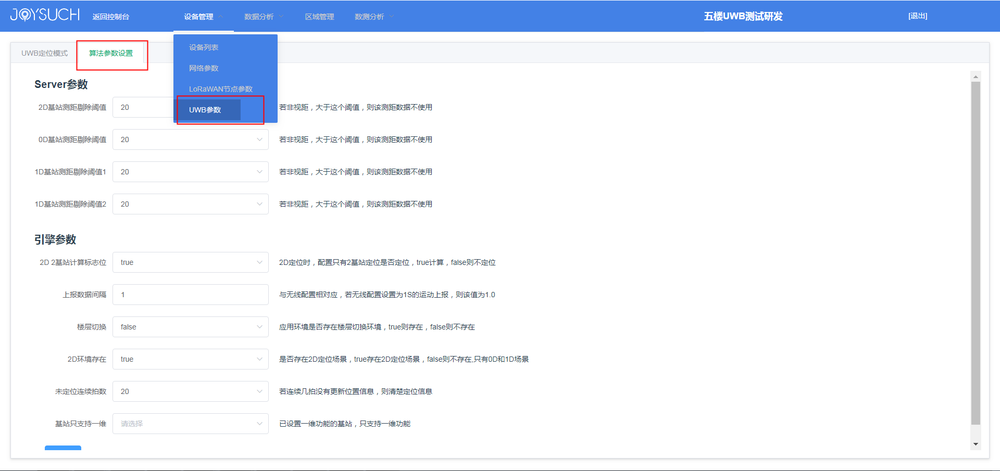 JOYSUCH 返回控制台 设备管理 数据分析 区域管理 数测分析 五楼UWB测试研发 [退出]
设备列表
网络参数
LoRaWAN节点参数
UWB参数
UWB定位模式 算法参数设置
Server参数
2D基站测距剔除阈值 20 若非视距，大于这个阈值，则该测距数据不使用
0D基站测距剔除阈值 20 若非视距，大于这个阈值，则该测距数据不使用
1D基站测距剔除阈值1 20 若非视距，大于这个阈值，则该测距数据不使用
1D基站测距剔除阈值2 20 若非视距，大于这个阈值，则该测距数据不使用
引擎参数
2D 2基站计算标志位 true 2D定位时，配置只有2基站定位是否定位，true计算，false则不定位
上报数据间隔 1 与无线配置相对应，若无线配置设置为1S的运动上报，则该值为1.0
楼层切换 false 应用环境是否存在楼层切换环境，true则存在，false则不存在
2D环境存在 true 是否存在2D定位场景，true存在2D定位场景，false则不存在,只有0D和1D场景
未定位连续拍数 20 若连续几拍没有更新位置信息，则清楚定位信息
基站只支持一维 请选择 已设置一维功能的基站，只支持一维功能